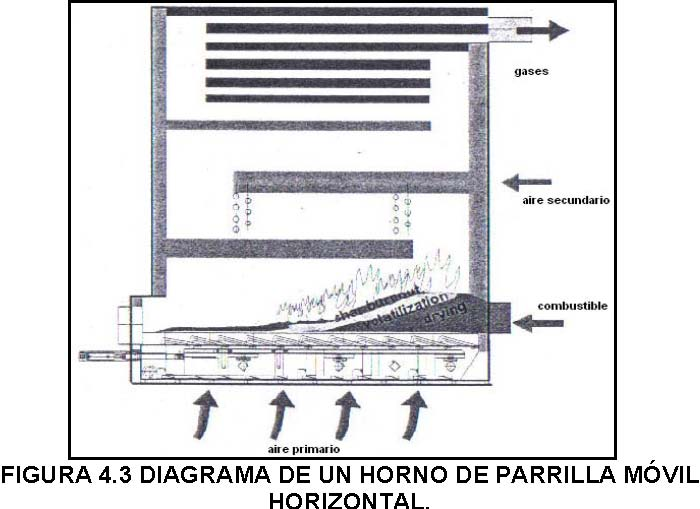 gases
aire secundario
combustible
charburnout
volatilization
drying
aire primario
FIGURA 4.3 DIAGRAMA DE UN HORNO DE PARRILLA MÓVIL
HORIZONTAL.